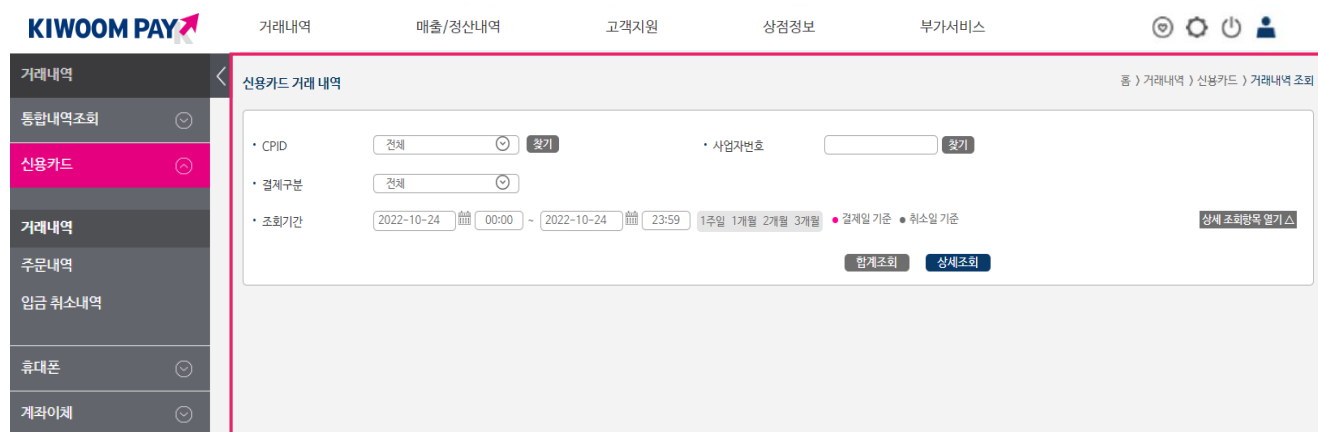 KIWOOM PAY 거래내역 매출/정산내역 고객지원 상점정보 부가서비스
거래내역
통합내역조회
신용카드
거래내역
주문내역
입금 취소내역
휴대폰
계좌이체
신용카드 거래 내역 홈 > 거래내역 > 신용카드 > 거래내역 조회
• CPID 전체 찾기 • 사업자번호 찾기
• 결제구분 전체
• 조회기간 2022-10-24 00:00 ~ 2022-10-24 23:59 1주일 1개월 2개월 3개월 ● 결제일 기준 ● 취소일 기준 상세 조회항목 열기 △
합계조회 상세조회